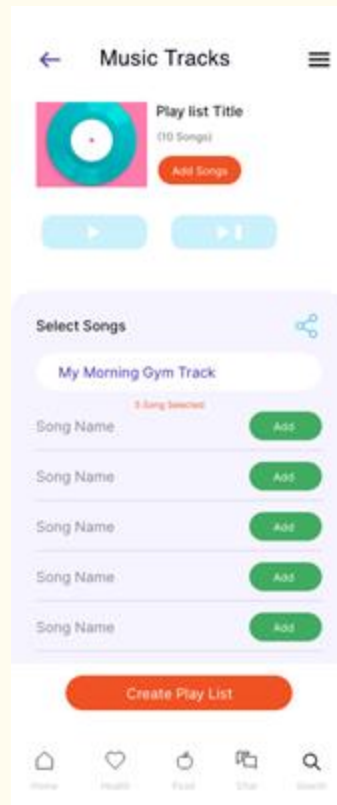 Music Tracks
Play list Title
(10 Songs)
Add Songs
Select Songs
My Morning Gym Track
5 Song Selected
Song Name
Add
Song Name
Add
Song Name
Add
Song Name
Add
Song Name
Add
Create Play List
Home
Health
Food
Chat
Search